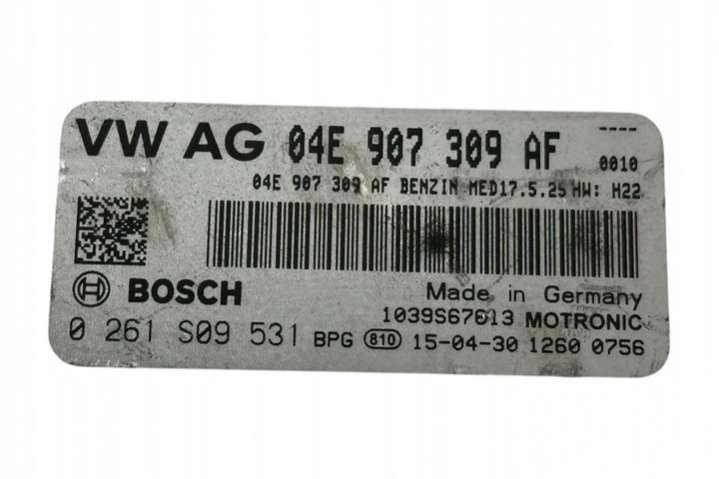 VW AG 04E 907 309 AF ---- 0010
04E 907 309 AF BENZIN MED17.5.25 HW: H22
BOSCH
Made in Germany
1039S67613 MOTRONIC
0 261 S09 531 BPG 810 15-04-30 1260 0756